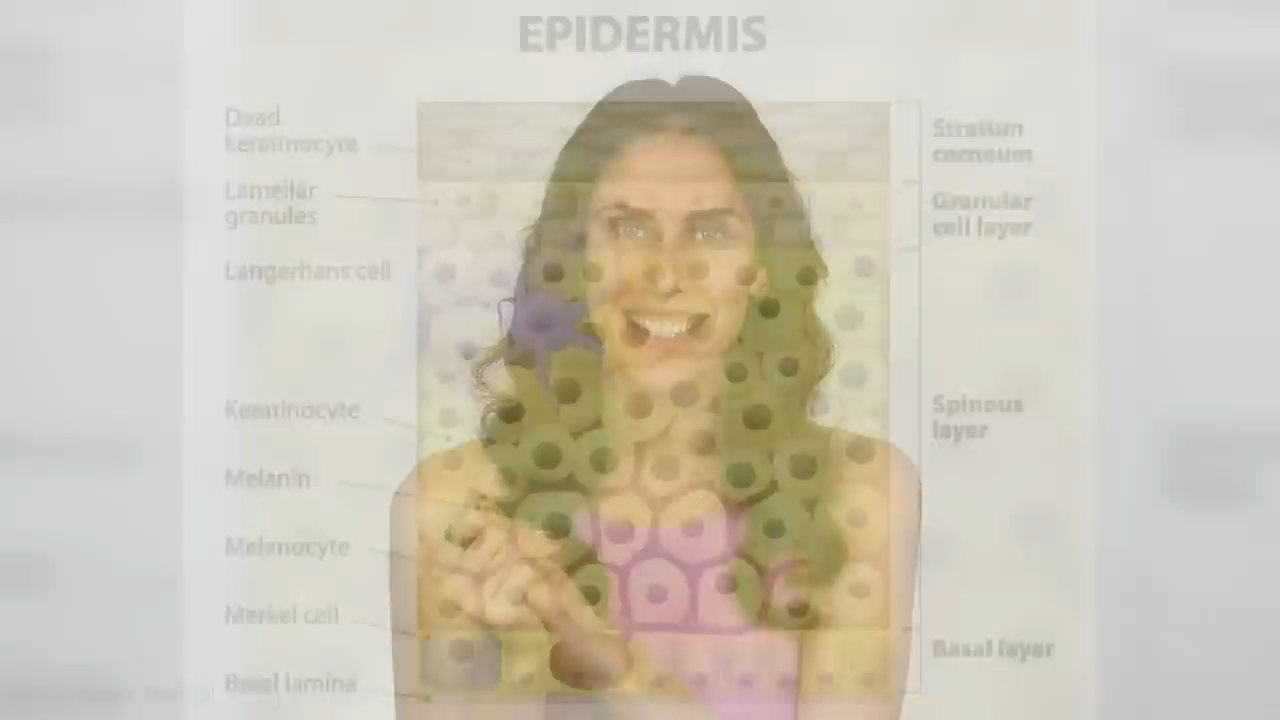 EPIDERMIS
Dead
keratinocyte
Lamellar
granules
Langerhans cell
Keratinocyte
Melanin
Melanocyte
Merkel cell
Basal lamina
Stratum
corneum
Granular
cell layer
Spinous
layer
Basal layer